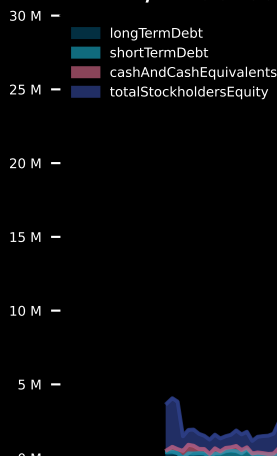 30 M
longTermDebt
shortTermDebt
cashAndCashEquivalents
totalStockholdersEquity
25 M
20 M
15 M
10 M
5 M